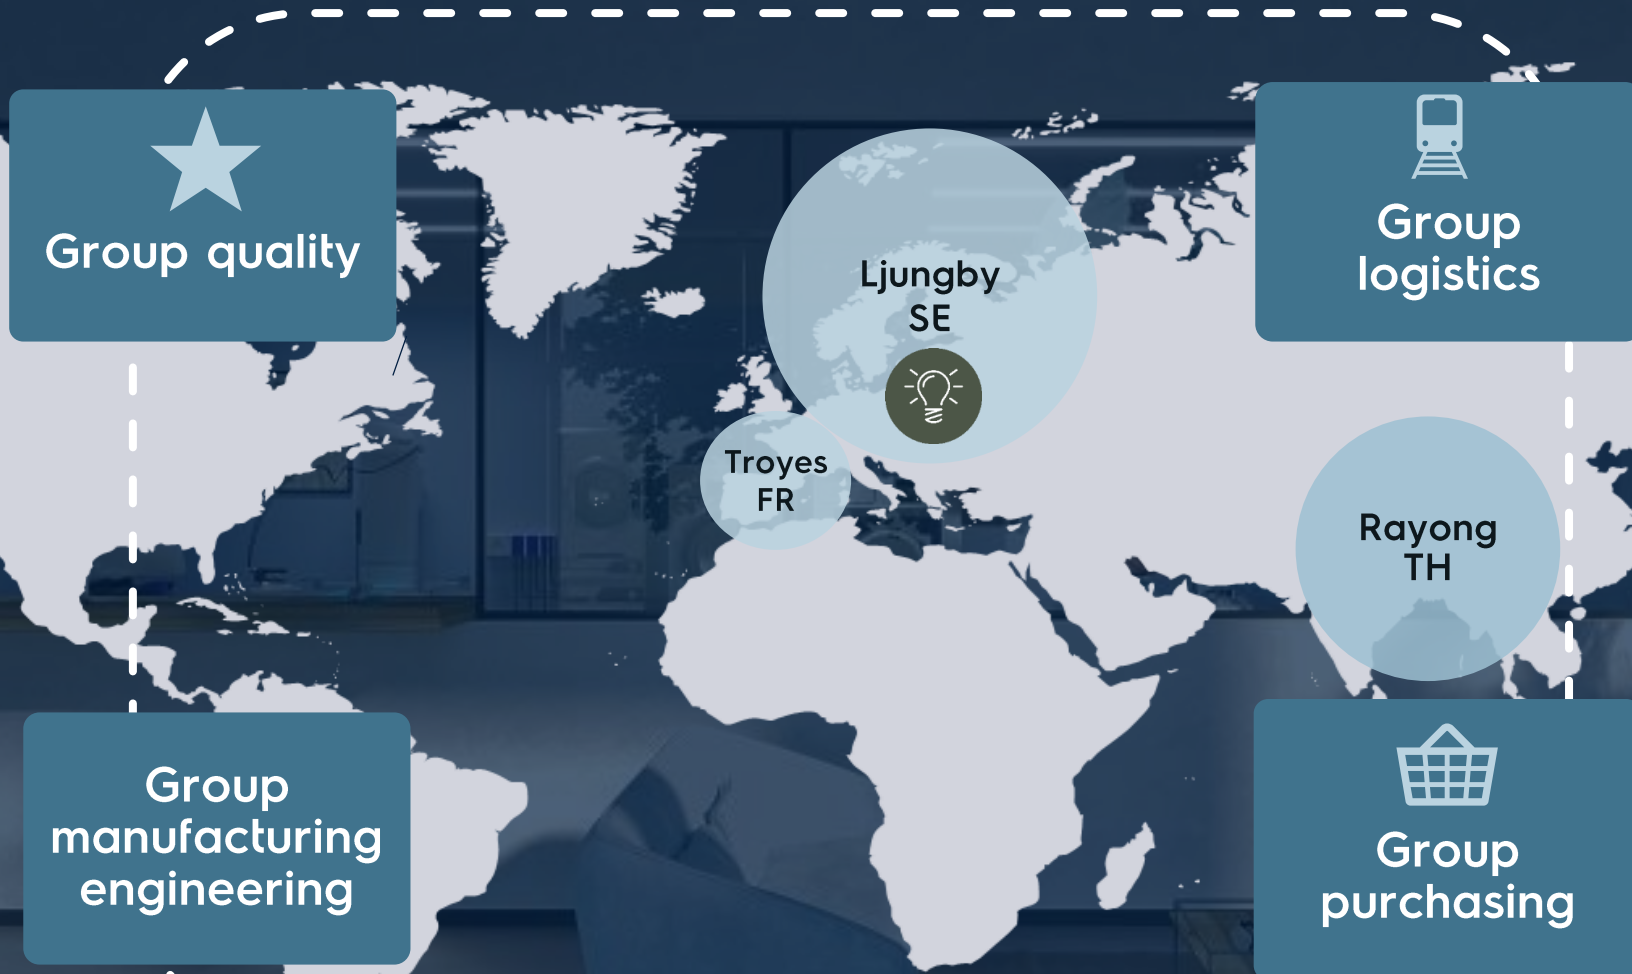 Group quality
Group
logistics
Ljungby
SE
Troyes
FR
Rayong
TH
Group
manufacturing
engineering
Group
purchasing